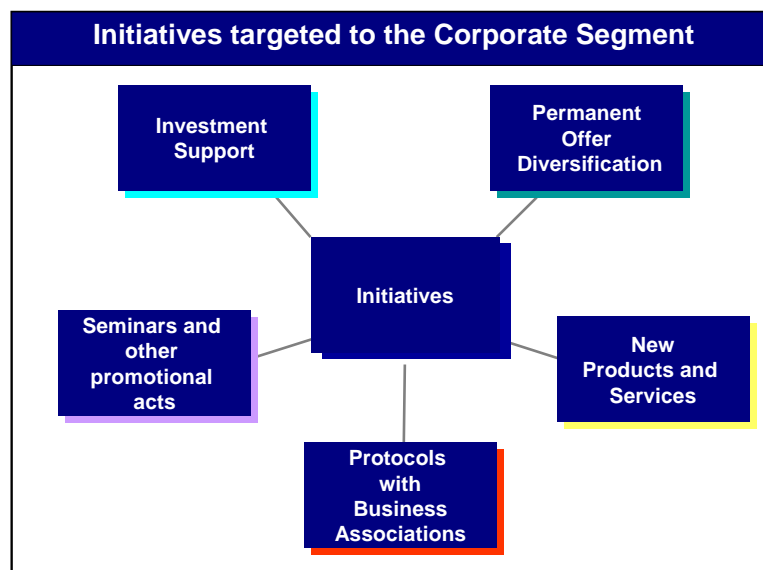 Initiatives targeted to the Corporate Segment
Investment
Support
Permanent
Offer
Diversification
Initiatives
Seminars and
other
promotional
acts
New
Products and
Services
Protocols
with
Business
Associations